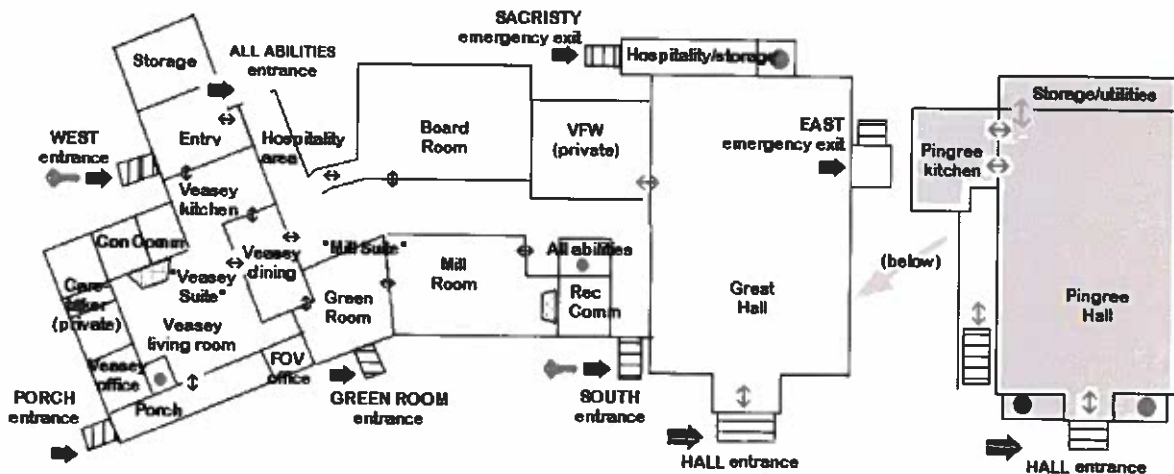 SACRISTY
emergency exit
Hospitality/storage
Storage
ALL ABILITIES
entrance
Storage/utilities
WEST
entrance
Entry
Hospitality
area
Board
Room
VFW
(private)
EAST
emergency exit
Pingree
kitchen
Veasey
kitchen
Con Comm
"Mill Suite"
All abilities
Veasey
dining
(below)
"Veasey
Suite"
Mill
Room
Great
Hall
Pingree
Hall
Care-
taker
(private)
Green
Room
Rec
Comm
Veasey
living room
Veasey
office
FOV
office
PORCH
entrance
Porch
GREEN ROOM
entrance
SOUTH
entrance
HALL entrance
HALL entrance